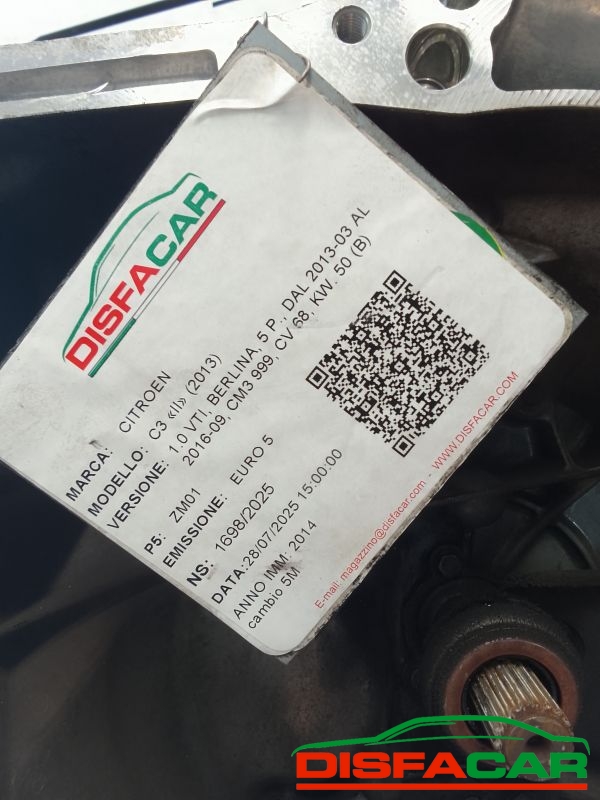 DISFACAR
MARCA: CITROEN
MODELLO: C3 «II» (2013)
VERSIONE: 1.0 VTI, BERLINA, 5 P., DAL 2013-03 AL
2016-09, CM3 999, CV 68, KW. 50 (B)
P5: ZM01
EMISSIONE: EURO 5
NS: 1698/2025
DATA:28/07/2025 15:00:00
ANNO IMM: 2014
cambio 5M
E-mail: magazzino@disfacar.com - WWW.DISFACAR.COM
DISFACAR